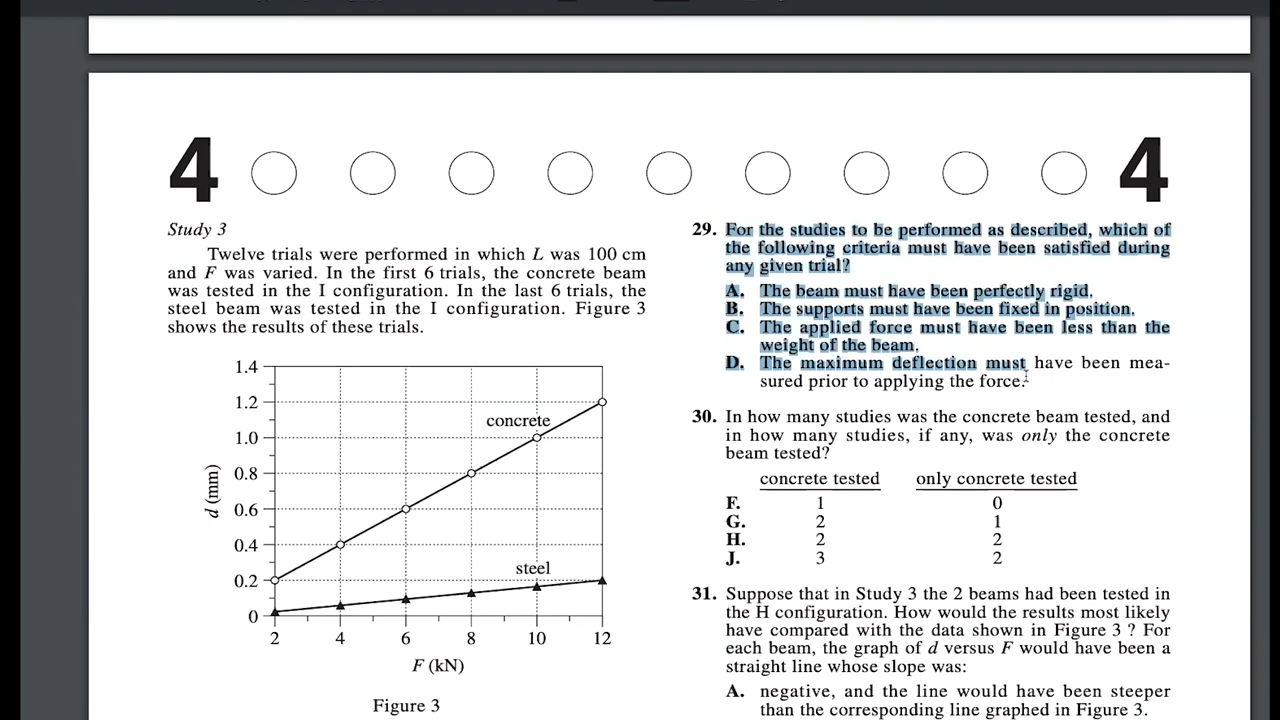 4
4
Study 3
Twelve trials were performed in which L was 100 cm
and F was varied. In the first 6 trials, the concrete beam
was tested in the I configuration. In the last 6 trials, the
steel beam was tested in the I configuration. Figure 3
shows the results of these trials.
1.4
1.2
1.0
0.8
0.6
0.4
0.2
0
d (mm)
concrete
steel
2 4 6 8 10 12
F (kN)
Figure 3
29. For the studies to be performed as described, which of
the following criteria must have been satisfied during
any given trial?
A. The beam must have been perfectly rigid.
B. The supports must have been fixed in position.
C. The applied force must have been less than the
weight of the beam.
D. The maximum deflection must have been mea-
sured prior to applying the force.
30. In how many studies was the concrete beam tested, and
in how many studies, if any, was only the concrete
beam tested?
concrete tested only concrete tested
F. 1 0
G. 2 1
H. 2 2
J. 3 2
31. Suppose that in Study 3 the 2 beams had been tested in
the H configuration. How would the results most likely
have compared with the data shown in Figure 3 ? For
each beam, the graph of d versus F would have been a
straight line whose slope was:
A. negative, and the line would have been steeper
than the corresponding line graphed in Figure 3.